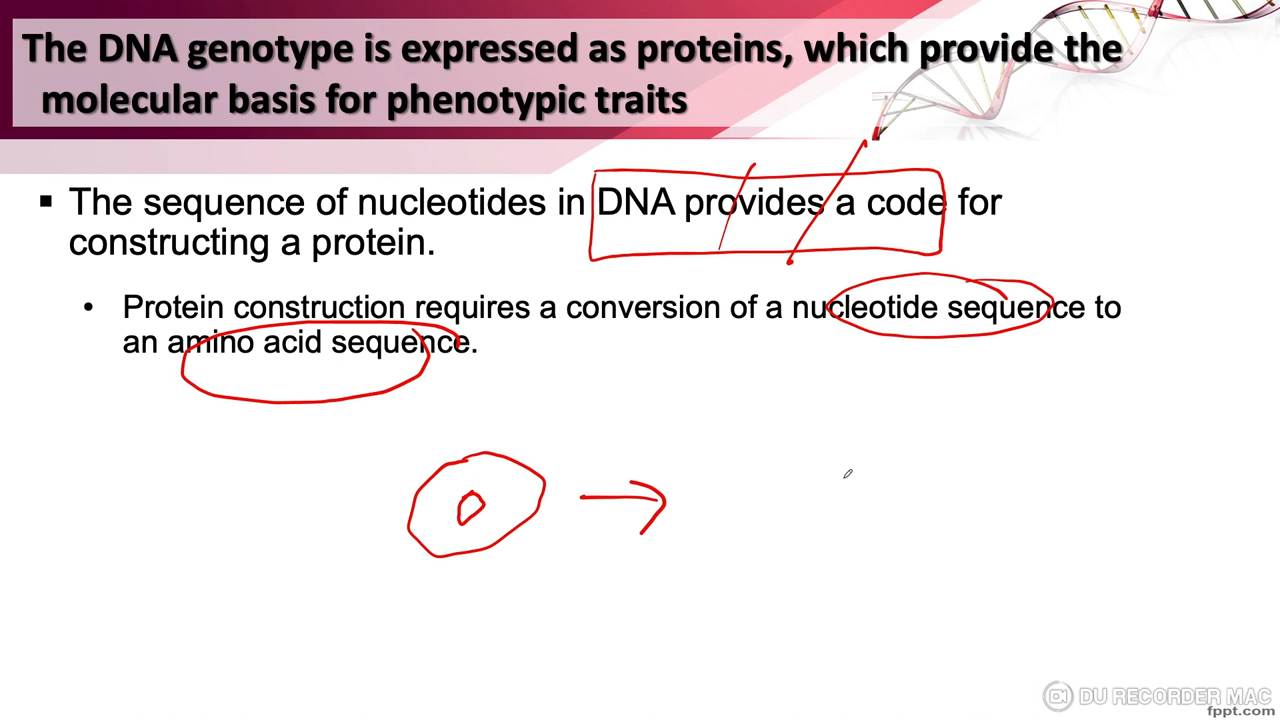 The DNA genotype is expressed as proteins, which provide the
molecular basis for phenotypic traits
▪ The sequence of nucleotides in DNA provides a code for
constructing a protein.
• Protein construction requires a conversion of a nucleotide sequence to
an amino acid sequence.
DU RECORDER MAC
fppt.com